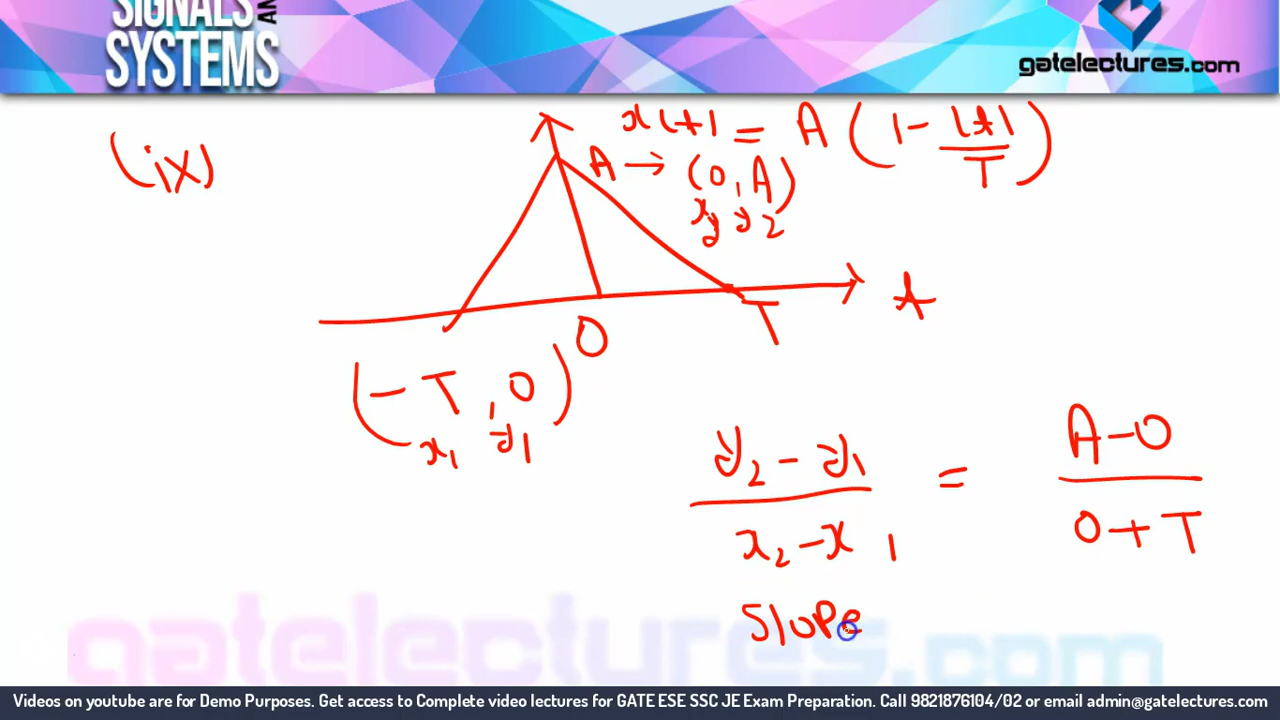 SIGNALS AND
SYSTEMS
gatelectures.com
(ix)
x(t) = A (1 - |t|/T)
A → (0, A)
x2 y2
t
0
T
(-T, 0)
x1 y1
y2 - y1 / x2 - x1 = A - 0 / 0 + T
Slope
gatelectures.com
Videos on youtube are for Demo Purposes. Get access to Complete video lectures for GATE ESE SSC JE Exam Preparation. Call 9821876104/02 or email admin@gatelectures.com